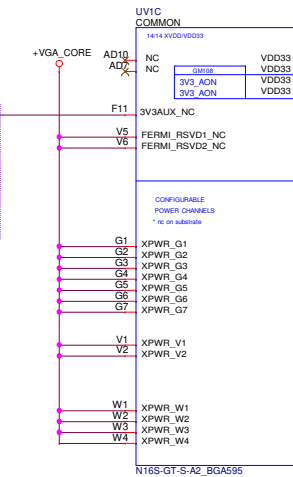 UV1C
COMMON
14/14 XVDD/VDD33
+VGA_CORE
AD10 NC VDD33
AD7 NC VDD33
GM108
3V3_AON VDD33
3V3_AON VDD33
F11 3V3AUX_NC
V5 FERMI_RSVD1_NC
V6 FERMI_RSVD2_NC
CONFIGURABLE
POWER CHANNELS
* nc on substrate
G1 XPWR_G1
G2 XPWR_G2
G3 XPWR_G3
G4 XPWR_G4
G5 XPWR_G5
G6 XPWR_G6
G7 XPWR_G7
V1 XPWR_V1
V2 XPWR_V2
W1 XPWR_W1
W2 XPWR_W2
W3 XPWR_W3
W4 XPWR_W4
N16S-GT-S-A2_BGA595